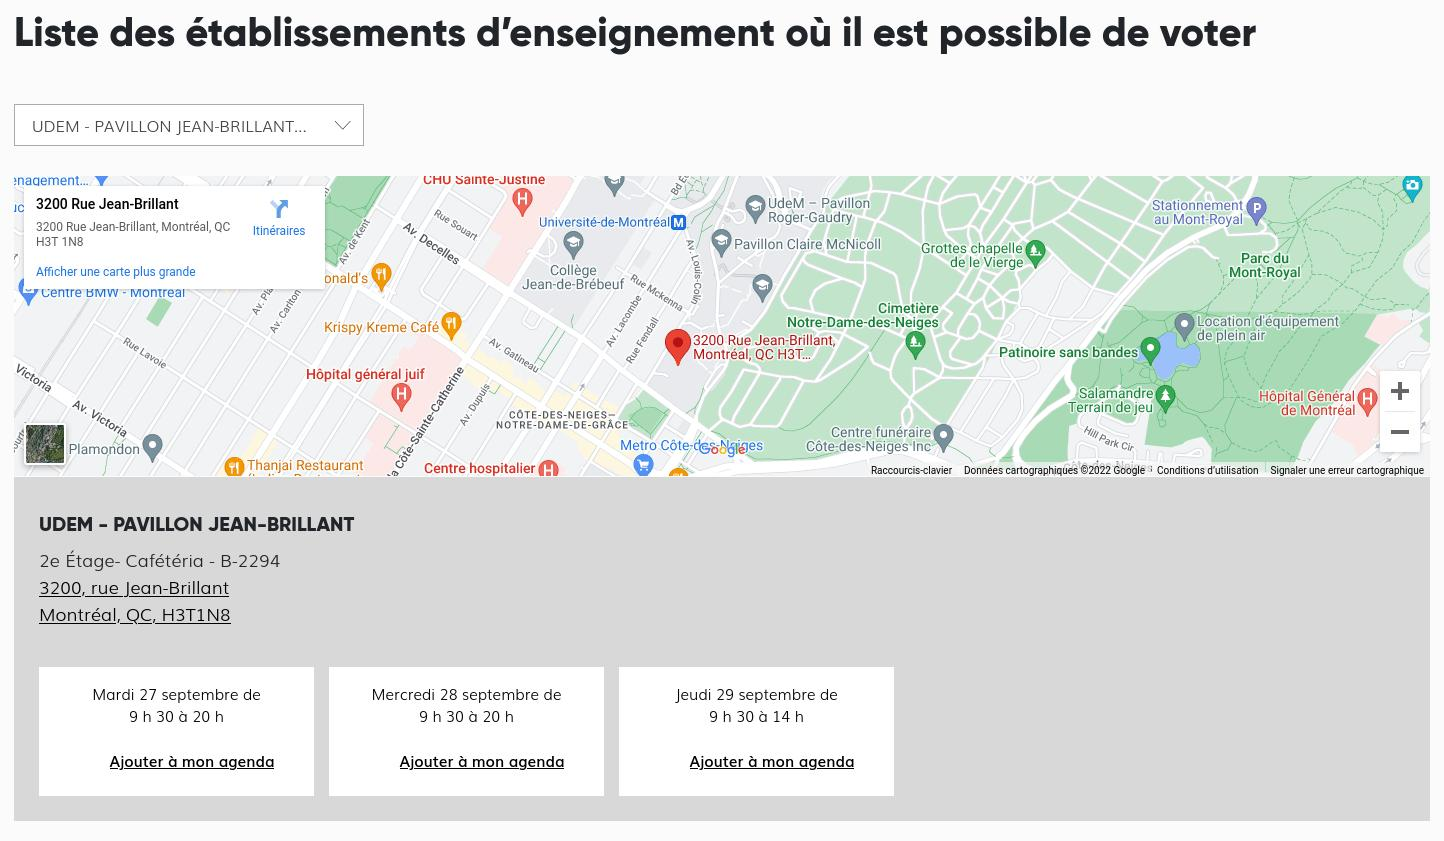 Liste des établissements d'enseignement où il est possible de voter
UDEM - PAVILLON JEAN-BRILLANT...
3200 Rue Jean-Brillant
3200 Rue Jean-Brillant, Montréal, QC
H3T 1N8
Itinéraires
Afficher une carte plus grande
énagement...
Centre BMW - Montréal
onald's
Krispy Kreme Café
Rue Lavoie
Hôpital général juif
Victoria
Av. Victoria
Plamondon
Thanjai Restaurant
Av. de Kent
Av. Carlton
Rue Souart
Av. Decelles
CHU Sainte-Justine
Université-de-Montréal
M
Collège
Jean-de-Brébeuf
Rue Mckenna
Av. Lacombe
Rue Fendall
Av. Louis-Colin
Av. Gatineau
Av. Dupuis
la Côte-Sainte-Catherine
CÔTE-DES-NEIGES—
NOTRE-DAME-DE-GRÂCE
Centre hospitalier
Metro Côte-des-Neiges
Google
UdeM – Pavillon
Roger-Gaudry
Pavillon Claire McNicoll
3200 Rue Jean-Brillant,
Montréal, QC H3T...
Grottes chapelle
de le Vierge
Cimetière
Notre-Dame-des-Neiges
Stationnement
au Mont-Royal
P
Parc du
Mont-Royal
Location d'équipement
de plein air
Patinoire sans bandes
Salamandre
Terrain de jeu
Hôpital Général
de Montréal
Hill Park Cir
Centre funéraire
Côte-des-Neiges Inc
Raccourcis-clavier
Données cartographiques ©2022 Google
Conditions d'utilisation
Signaler une erreur cartographique
UDEM - PAVILLON JEAN-BRILLANT
2e Étage- Cafétéria - B-2294
3200, rue Jean-Brillant
Montréal, QC, H3T1N8
Mardi 27 septembre de
9 h 30 à 20 h
Ajouter à mon agenda
Mercredi 28 septembre de
9 h 30 à 20 h
Ajouter à mon agenda
Jeudi 29 septembre de
9 h 30 à 14 h
Ajouter à mon agenda